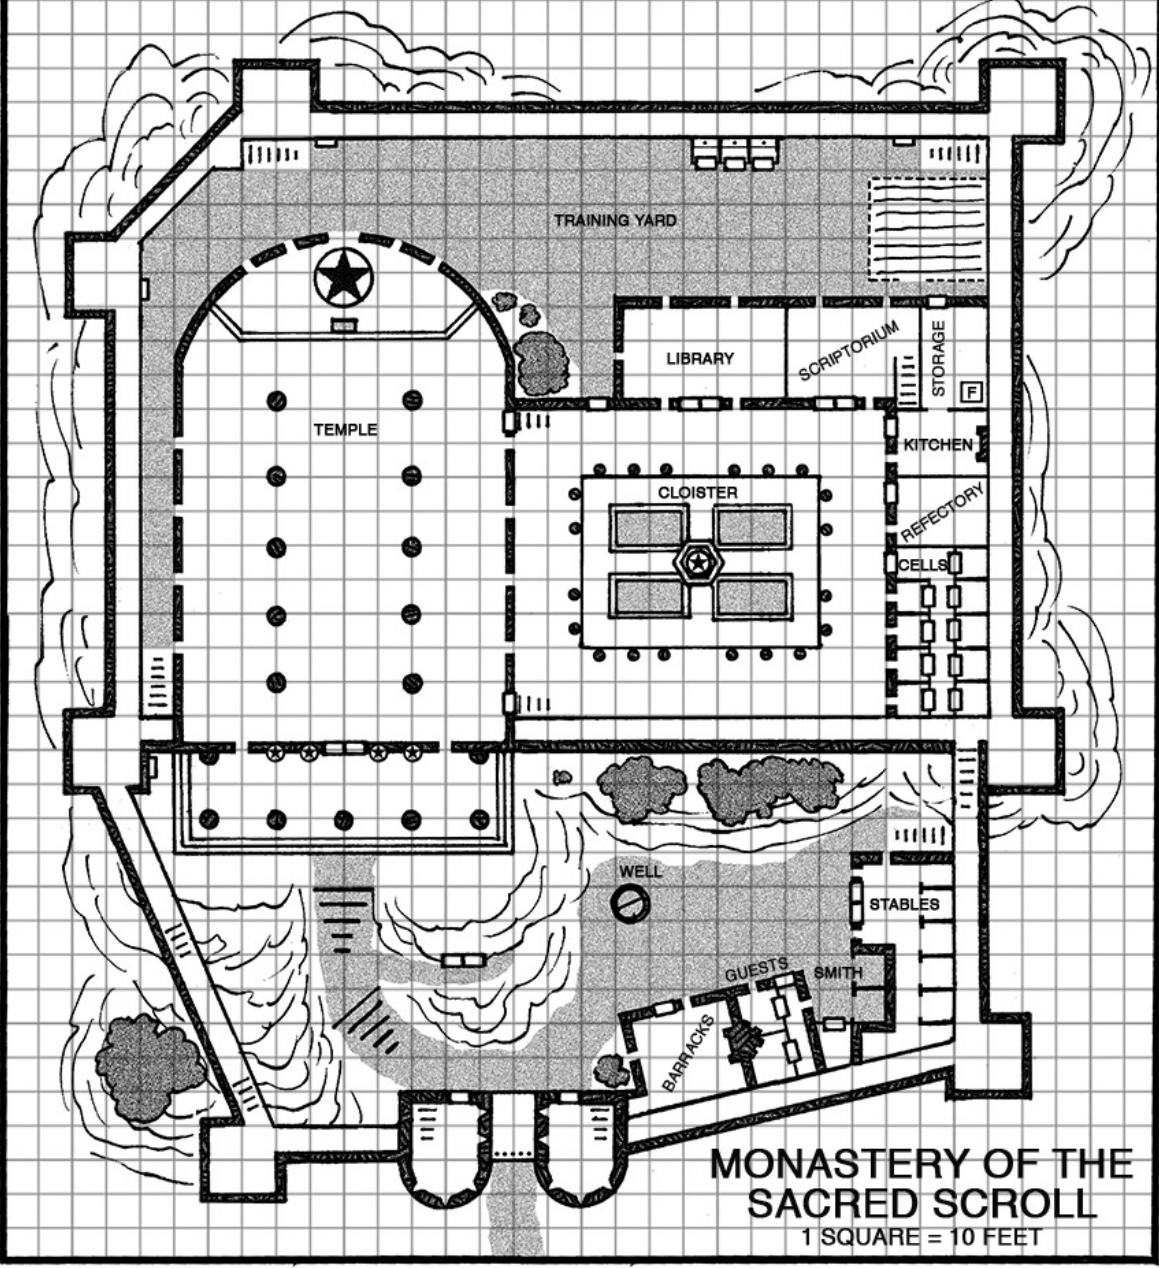 TRAINING YARD
LIBRARY
SCRIPTORIUM
STORAGE
F
TEMPLE
KITCHEN
CLOISTER
REFECTORY
CELLS
WELL
STABLES
GUESTS
SMITH
BARRACKS
MONASTERY OF THE
SACRED SCROLL
1 SQUARE = 10 FEET